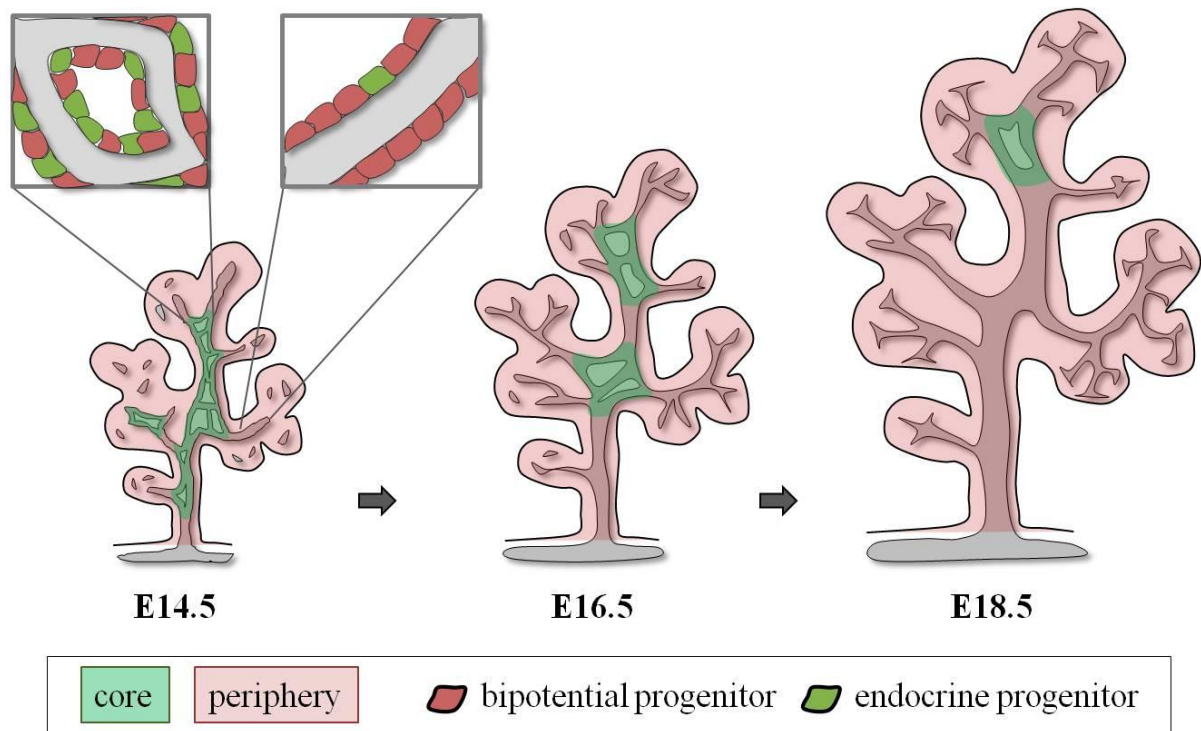 E14.5
E16.5
E18.5
core
periphery
bipotential progenitor
endocrine progenitor